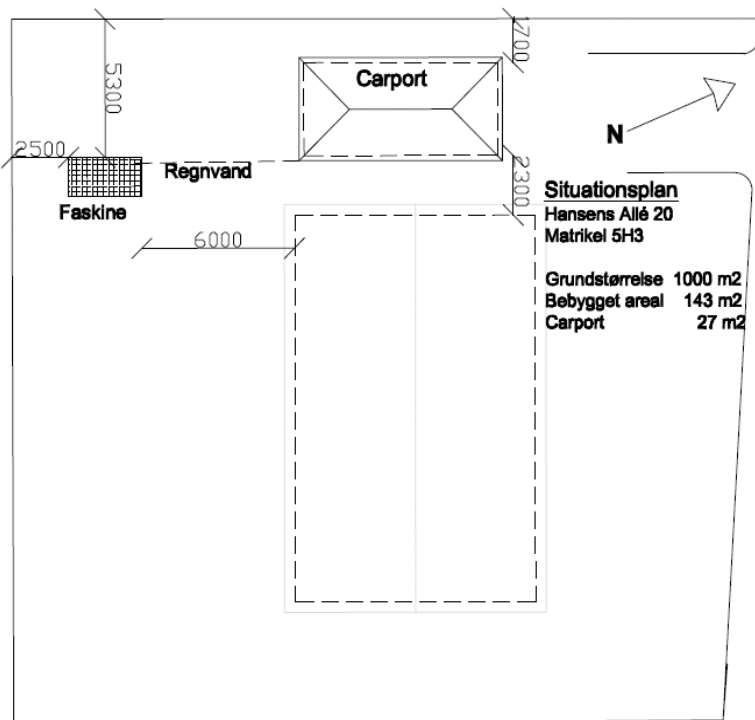 5300
1700
Carport
N
2500
Regnvand
Faskine
2300
6000
Situationsplan
Hansens Allé 20
Matrikel 5H3
Grundstørrelse 1000 m2
Bebygget areal 143 m2
Carport 27 m2